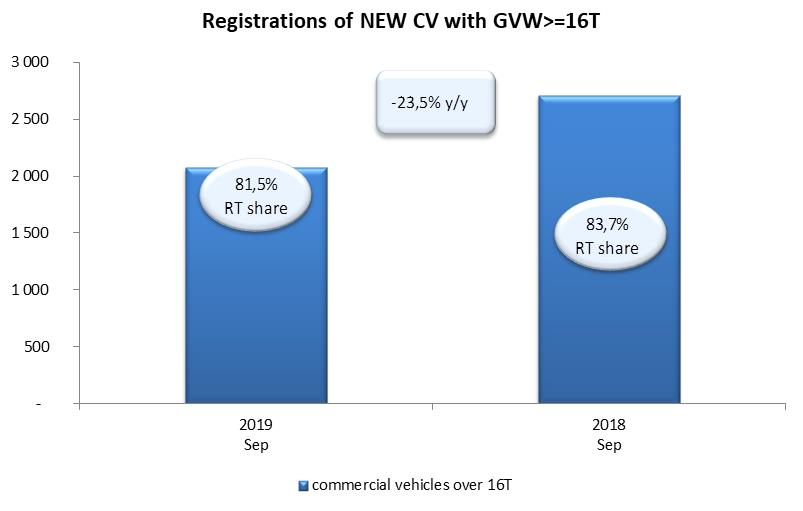 Registrations of NEW CV with GVW>=16T
3 000
2 500
2 000
1 500
1 000
500
-
-23,5% y/y
81,5%
RT share
83,7%
RT share
2019
Sep
2018
Sep
commercial vehicles over 16T